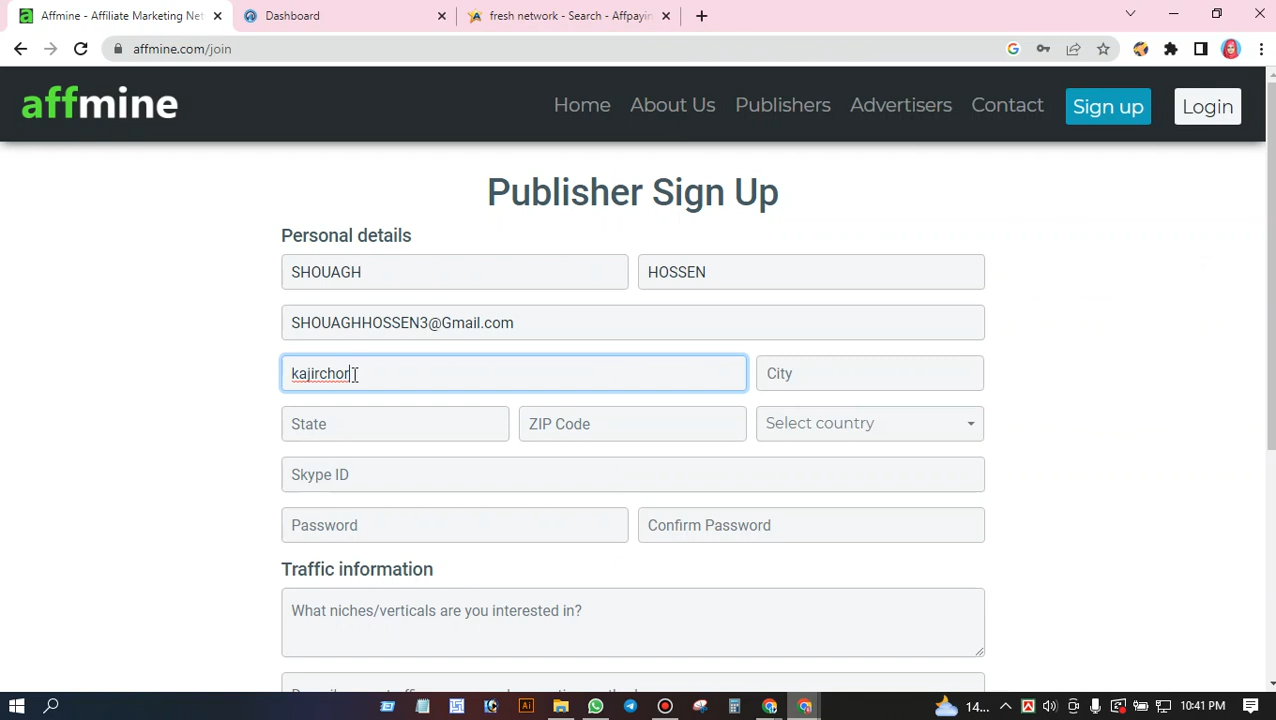 Affmine - Affiliate Marketing Net
Dashboard
fresh network - Search - Affpayin
affmine.com/join
affmine
Home
About Us
Publishers
Advertisers
Contact
Sign up
Login
Publisher Sign Up
Personal details
SHOUAGH
HOSSEN
SHOUAGHHOSSEN3@Gmail.com
kajirchor
City
State
ZIP Code
Select country
Skype ID
Password
Confirm Password
Traffic information
What niches/verticals are you interested in?
14...
10:41 PM